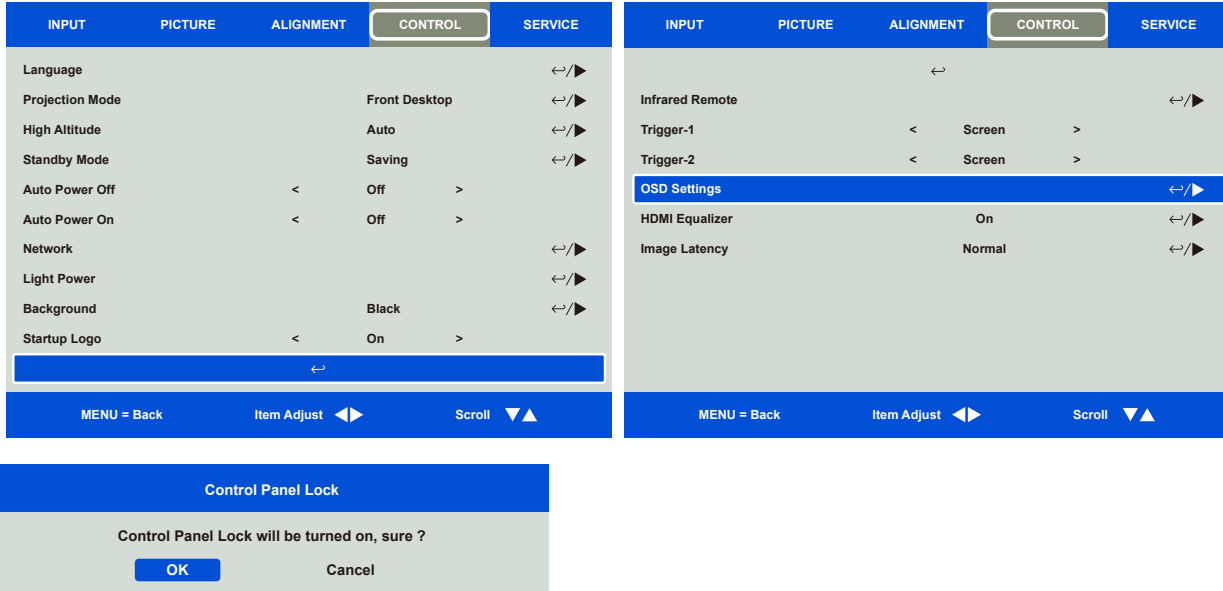 INPUT PICTURE ALIGNMENT CONTROL SERVICE
Language ↩/▶
Projection Mode Front Desktop ↩/▶
High Altitude Auto ↩/▶
Standby Mode Saving ↩/▶
Auto Power Off < Off >
Auto Power On < Off >
Network ↩/▶
Light Power ↩/▶
Background Black ↩/▶
Startup Logo < On >
↩
MENU = Back Item Adjust ◀▶ Scroll ▼▲
INPUT PICTURE ALIGNMENT CONTROL SERVICE
↩
Infrared Remote ↩/▶
Trigger-1 < Screen >
Trigger-2 < Screen >
OSD Settings ↩/▶
HDMI Equalizer On ↩/▶
Image Latency Normal ↩/▶
MENU = Back Item Adjust ◀▶ Scroll ▼▲
Control Panel Lock
Control Panel Lock will be turned on, sure ?
OK Cancel